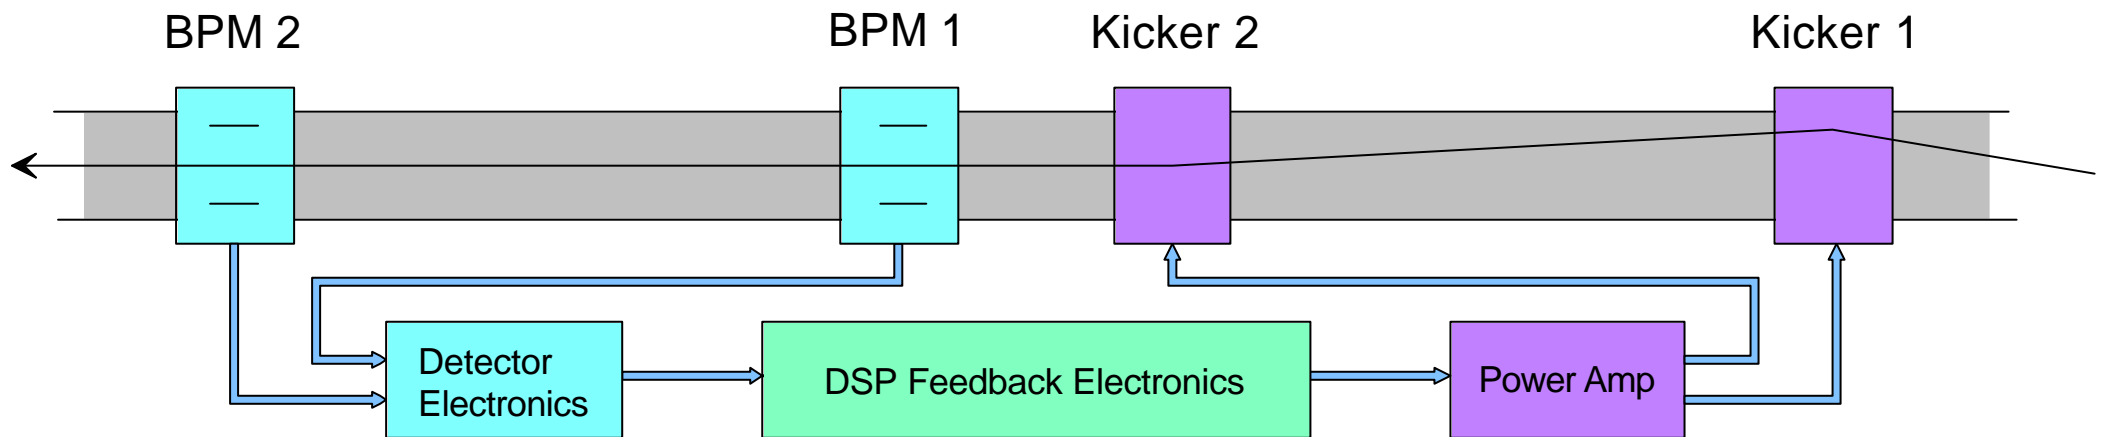 BPM 2
BPM 1
Kicker 2
Kicker 1
Detector
Electronics
DSP Feedback Electronics
Power Amp